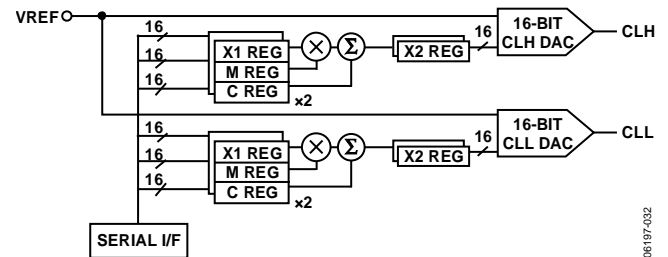 VREF
16
16
16
X1 REG
M REG
C REG
×2
×
Σ
X2 REG
16
16-BIT
CLH DAC
CLH
16
16
16
X1 REG
M REG
C REG
×2
×
Σ
X2 REG
16
16-BIT
CLL DAC
CLL
SERIAL I/F
06197-032